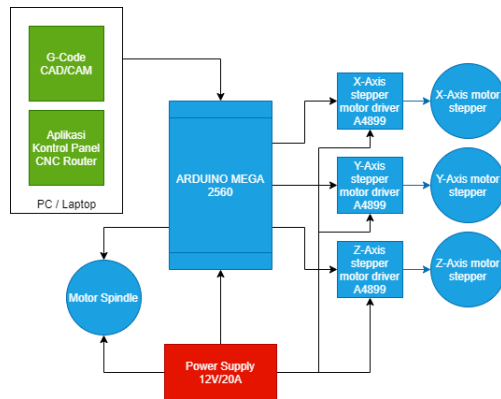 G-Code
CAD/CAM
Aplikasi
Kontrol Panel
CNC Router
PC / Laptop
ARDUINO MEGA
2560
X-Axis
stepper
motor driver
A4899
X-Axis motor
stepper
Y-Axis
stepper
motor driver
A4899
Y-Axis motor
stepper
Z-Axis
stepper
motor driver
A4899
Z-Axis motor
stepper
Motor Spindle
Power Supply
12V/20A